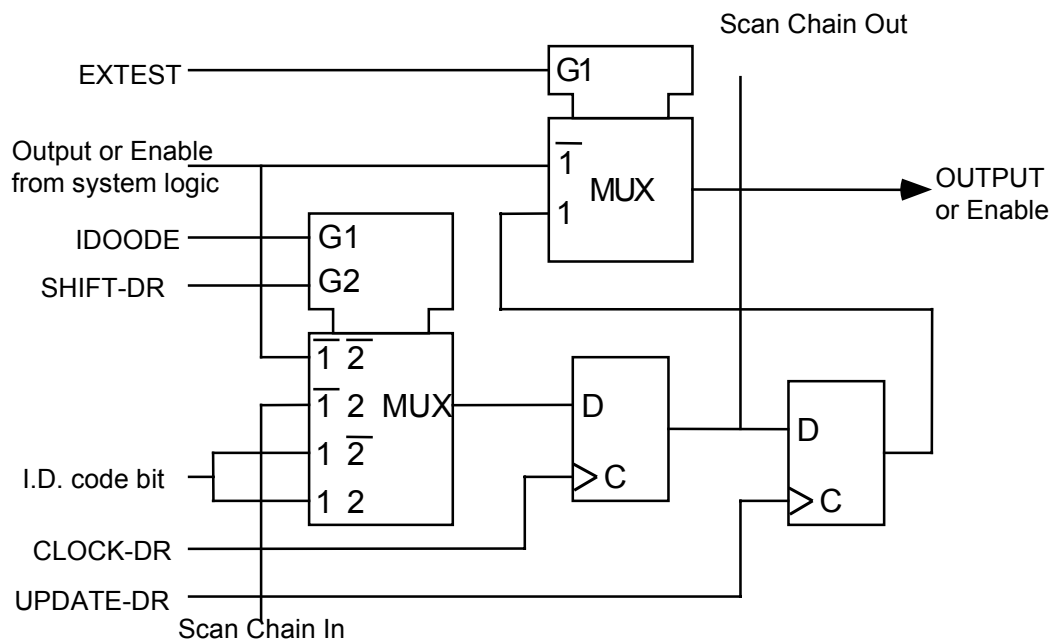 Scan Chain Out
EXTEST
G1
Output or Enable
from system logic
1
MUX
1
OUTPUT
or Enable
IDOODE
G1
SHIFT-DR
G2
1 2
1 2 MUX
1 2
1 2
I.D. code bit
D
C
D
C
CLOCK-DR
UPDATE-DR
Scan Chain In